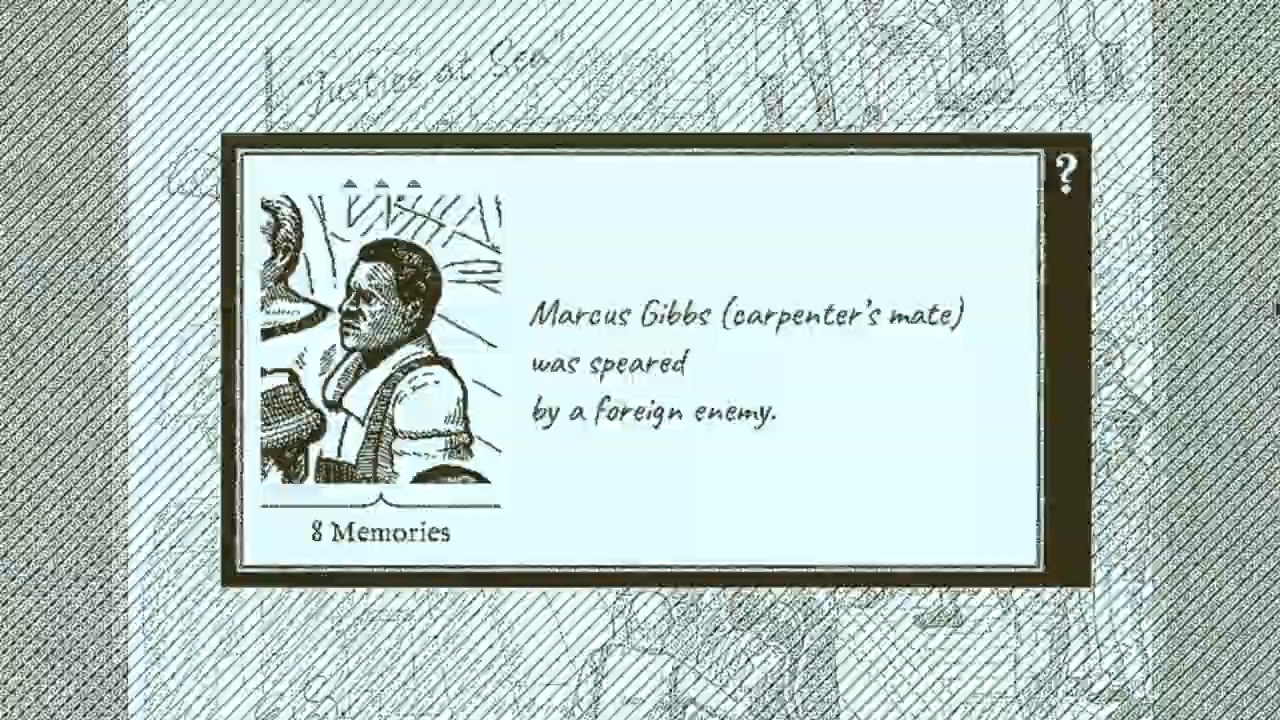 "Justice at Sea"
?
Marcus Gibbs (carpenter's mate)
was speared
by a foreign enemy.
8 Memories